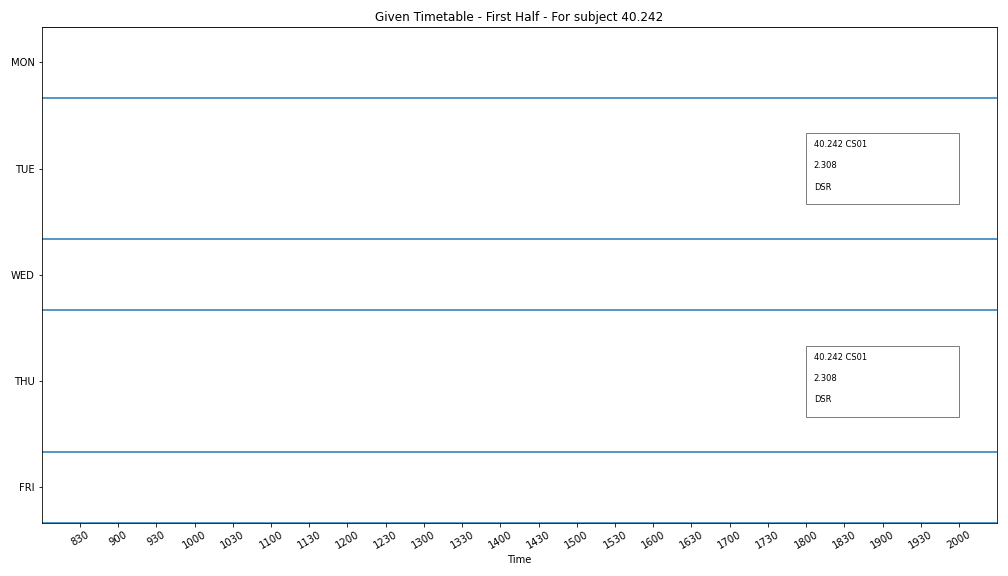 Given Timetable - First Half - For subject 40.242
MON
TUE
40.242 CS01
2.308
DSR
WED
THU
40.242 CS01
2.308
DSR
FRI
830 900 930 1000 1030 1100 1130 1200 1230 1300 1330 1400 1430 1500 1530 1600 1630 1700 1730 1800 1830 1900 1930 2000
Time